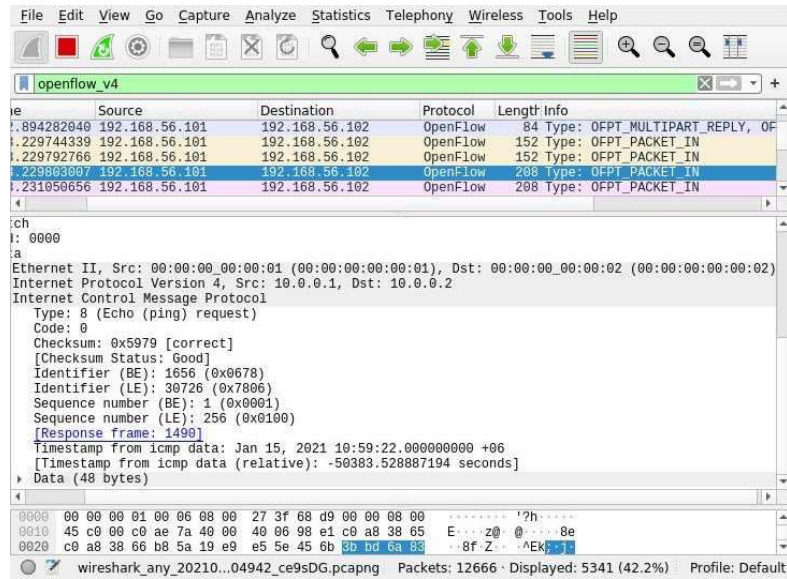 File Edit View Go Capture Analyze Statistics Telephony Wireless Tools Help
openflow_v4
ie Source Destination Protocol Length Info
2.894282040 192.168.56.101 192.168.56.102 OpenFlow 84 Type: OFPT_MULTIPART_REPLY, OF
3.229744339 192.168.56.101 192.168.56.102 OpenFlow 152 Type: OFPT_PACKET_IN
3.229792766 192.168.56.101 192.168.56.102 OpenFlow 152 Type: OFPT_PACKET_IN
3.229803007 192.168.56.101 192.168.56.102 OpenFlow 208 Type: OFPT_PACKET_IN
3.231050656 192.168.56.101 192.168.56.102 OpenFlow 208 Type: OFPT_PACKET_IN
tch
d: 0000
ta
Ethernet II, Src: 00:00:00_00:00:01 (00:00:00:00:00:01), Dst: 00:00:00_00:00:02 (00:00:00:00:00:02)
Internet Protocol Version 4, Src: 10.0.0.1, Dst: 10.0.0.2
Internet Control Message Protocol
Type: 8 (Echo (ping) request)
Code: 0
Checksum: 0x5979 [correct]
[Checksum Status: Good]
Identifier (BE): 1656 (0x0678)
Identifier (LE): 30726 (0x7806)
Sequence number (BE): 1 (0x0001)
Sequence number (LE): 256 (0x0100)
[Response frame: 1490]
Timestamp from icmp data: Jan 15, 2021 10:59:22.000000000 +06
[Timestamp from icmp data (relative): -50383.528887194 seconds]
Data (48 bytes)
0000 00 00 00 01 00 06 08 00 27 3f 68 d9 00 00 08 00 ········ '?h·····
0010 45 c0 00 c0 ae 7a 40 00 40 06 98 e1 c0 a8 38 65 E····z@· @·····8e
0020 c0 a8 38 66 b8 5a 19 e9 e5 5e 45 6b 3b bd 6a 83 ··8f·Z·· ·^Ek;·j·
wireshark_any_20210...04942_ce9sDG.pcapng Packets: 12666 · Displayed: 5341 (42.2%) Profile: Default